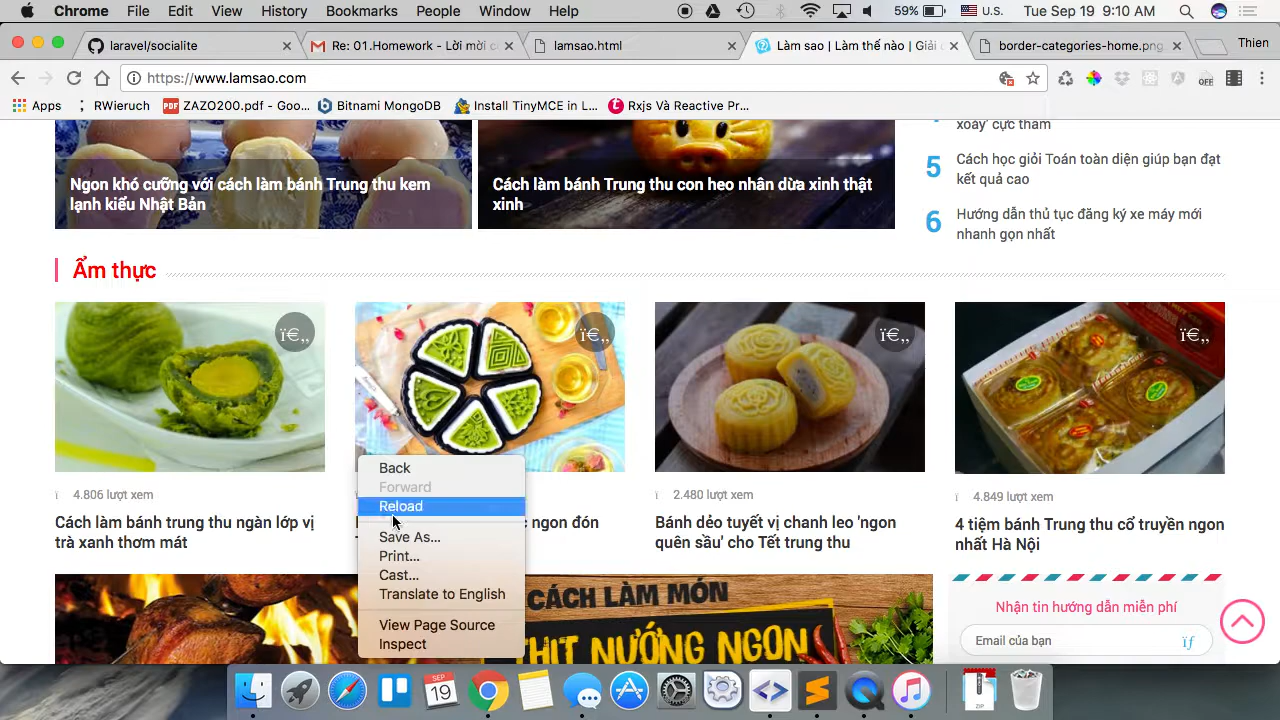 Chrome File Edit View History Bookmarks People Window Help 59% U.S. Tue Sep 19 9:10 AM
laravel/socialite Re: 01.Homework - Lời mời c lamsao.html Làm sao | Làm thế nào | Giải border-categories-home.png Thien
https://www.lamsao.com
Apps RWieruch ZAZO200.pdf - Goo... Bitnami MongoDB Install TinyMCE in L... Rxjs Và Reactive Pr...
Ngon khó cưỡng với cách làm bánh Trung thu kem
lạnh kiểu Nhật Bản
Cách làm bánh Trung thu con heo nhân dừa xinh thật
xinh
xoáy' cực thấm
5 Cách học giỏi Toán toàn diện giúp bạn đạt
kết quả cao
6 Hướng dẫn thủ tục đăng ký xe máy mới
nhanh gọn nhất
Ẩm thực
ï€„ ï€„ ï€„ ï€„
4.806 lượt xem
Cách làm bánh trung thu ngàn lớp vị
trà xanh thơm mát
ngon đón
2.480 lượt xem
Bánh dẻo tuyết vị chanh leo 'ngon
quên sầu' cho Tết trung thu
4.849 lượt xem
4 tiệm bánh Trung thu cổ truyền ngon
nhất Hà Nội
Back
Forward
Reload
Save As...
Print...
Cast...
Translate to English
View Page Source
Inspect
CÁCH LÀM MÓN
THỊT NƯỚNG NGON
Nhận tin hướng dẫn miễn phí
Email của bạn
SEP
19
OFF
ZIP